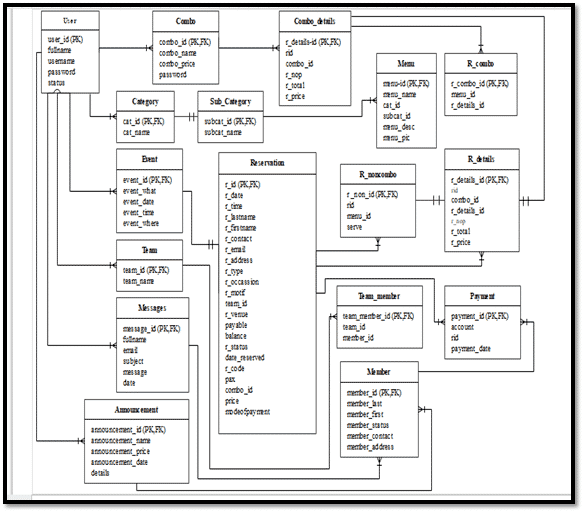 User
user_id (PK)
fullname
username
password
status
Combo
combo_id (PK,FK)
combo_name
combo_price
password
Combo_details
r_details-id (PK,FK)
rid
combo_id
r_nop
r_total
r_price
Menu
menu-id (PK,FK)
menu_name
cat_id
subcat_id
menu_desc
menu_pic
R_combo
r_combo_id (PK,FK)
menu_id
r_details_id
Category
cat_id (PK,FK)
cat_name
Sub_Category
subcat_id (PK,FK)
subcat_name
Event
event_id (PK,FK)
event_what
event_date
event_time
event_where
Reservation
r_id (PK,FK)
r_date
r_time
r_lastname
r_firstname
r_contact
r_email
r_address
r_type
r_occassion
r_motif
team_id
r_venue
payable
balance
r_status
date_reserved
r_code
pax
combo_id
price
modeofpayment
R_noncombo
r_non_id (PK,FK)
rid
menu_id
serve
R_details
r_details_id (PK,FK)
rid
combo_id
r_details_id
r_nop
r_total
r_price
Team
team_id (PK,FK)
team_name
Messages
message_id (PK,FK)
fullname
email
subject
message
date
Team_member
team_member_id (PK,FK)
team_id
member_id
Payment
payment_id (PK,FK)
account
rid
payment_date
Member
member_id (PK,FK)
member_last
member_first
member_status
member_contact
member_address
Announcement
announcement_id (PK,FK)
announcement_name
announcement_price
announcement_date
details